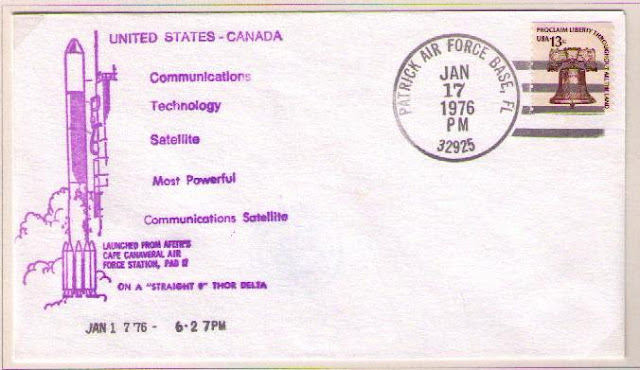 UNITED STATES - CANADA
Communications
Technology
Satellite
Most Powerful
Communications Satellite
LAUNCHED FROM AFETR'S
CAPE CANAVERAL AIR
FORCE STATION, PAD 17
ON A "STRAIGHT 8" THOR DELTA
JAN 1 7 '76 - 6·2 7PM
PATRICK AIR FORCE BASE, FL
JAN
17
1976
PM
32925
PROCLAIM LIBERTY THROUGHOUT ALL THE LAND
USA 13c